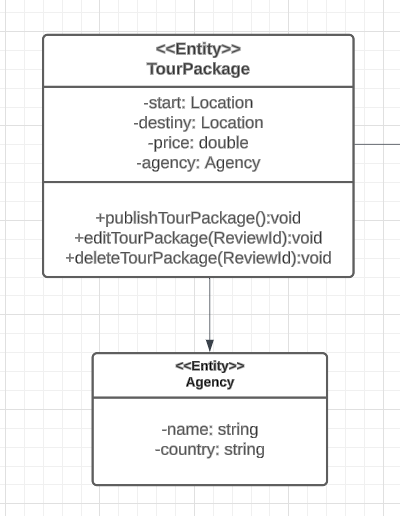 <<Entity>>
TourPackage
-start: Location
-destiny: Location
-price: double
-agency: Agency
+publishTourPackage():void
+editTourPackage(ReviewId):void
+deleteTourPackage(ReviewId):void
<<Entity>>
Agency
-name: string
-country: string